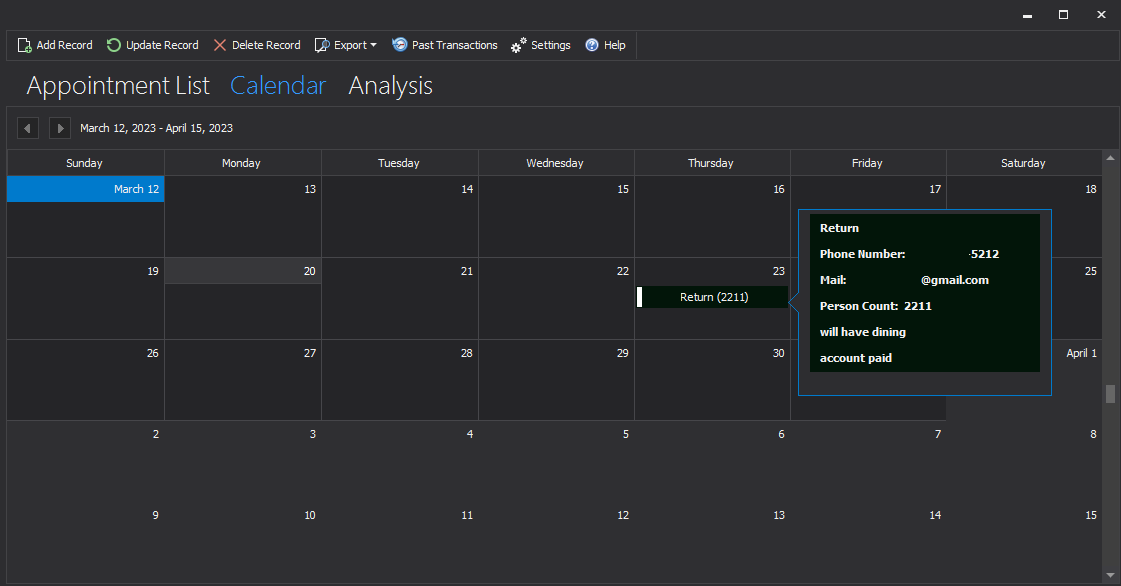 Add Record Update Record Delete Record Export Past Transactions Settings Help
Appointment List Calendar Analysis
March 12, 2023 - April 15, 2023
Sunday Monday Tuesday Wednesday Thursday Friday Saturday
March 12 13 14 15 16 17 18
19 20 21 22 23 25
Return (2211)
Return
Phone Number: -5212
Mail: @gmail.com
Person Count: 2211
will have dining
account paid
26 27 28 29 30 April 1
2 3 4 5 6 7 8
9 10 11 12 13 14 15